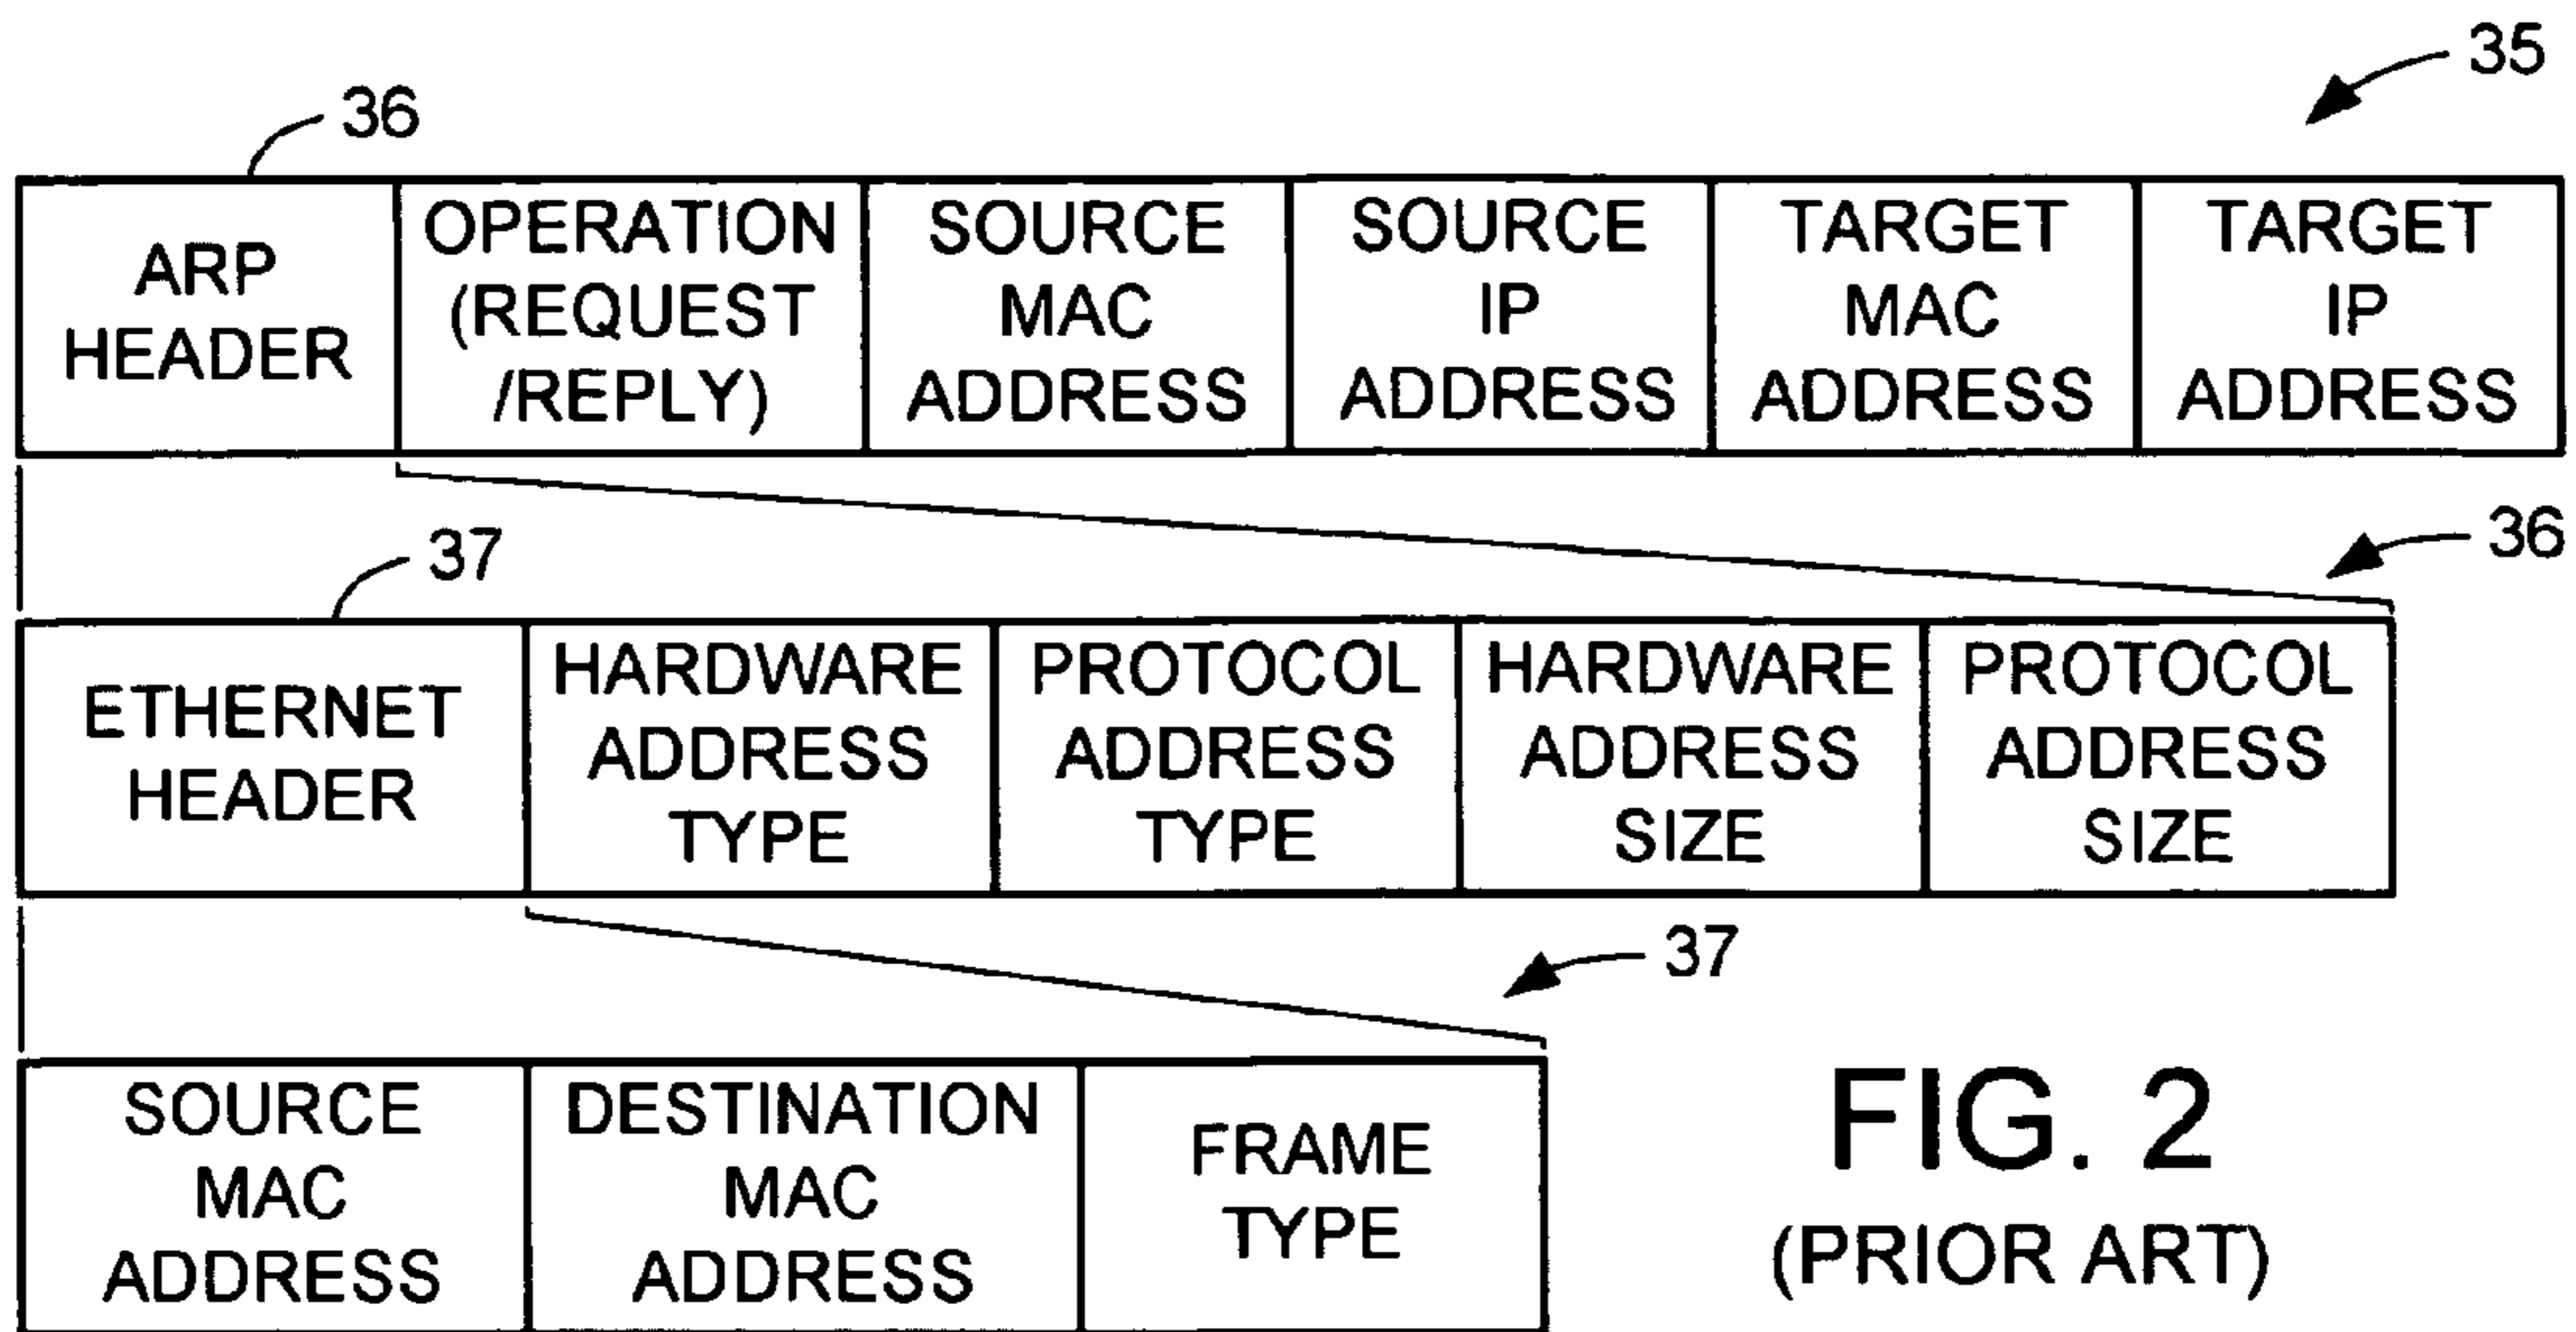 35
36
ARP
HEADER
OPERATION
(REQUEST
/REPLY)
SOURCE
MAC
ADDRESS
SOURCE
IP
ADDRESS
TARGET
MAC
ADDRESS
TARGET
IP
ADDRESS
36
37
ETHERNET
HEADER
HARDWARE
ADDRESS
TYPE
PROTOCOL
ADDRESS
TYPE
HARDWARE
ADDRESS
SIZE
PROTOCOL
ADDRESS
SIZE
37
SOURCE
MAC
ADDRESS
DESTINATION
MAC
ADDRESS
FRAME
TYPE
FIG. 2
(PRIOR ART)